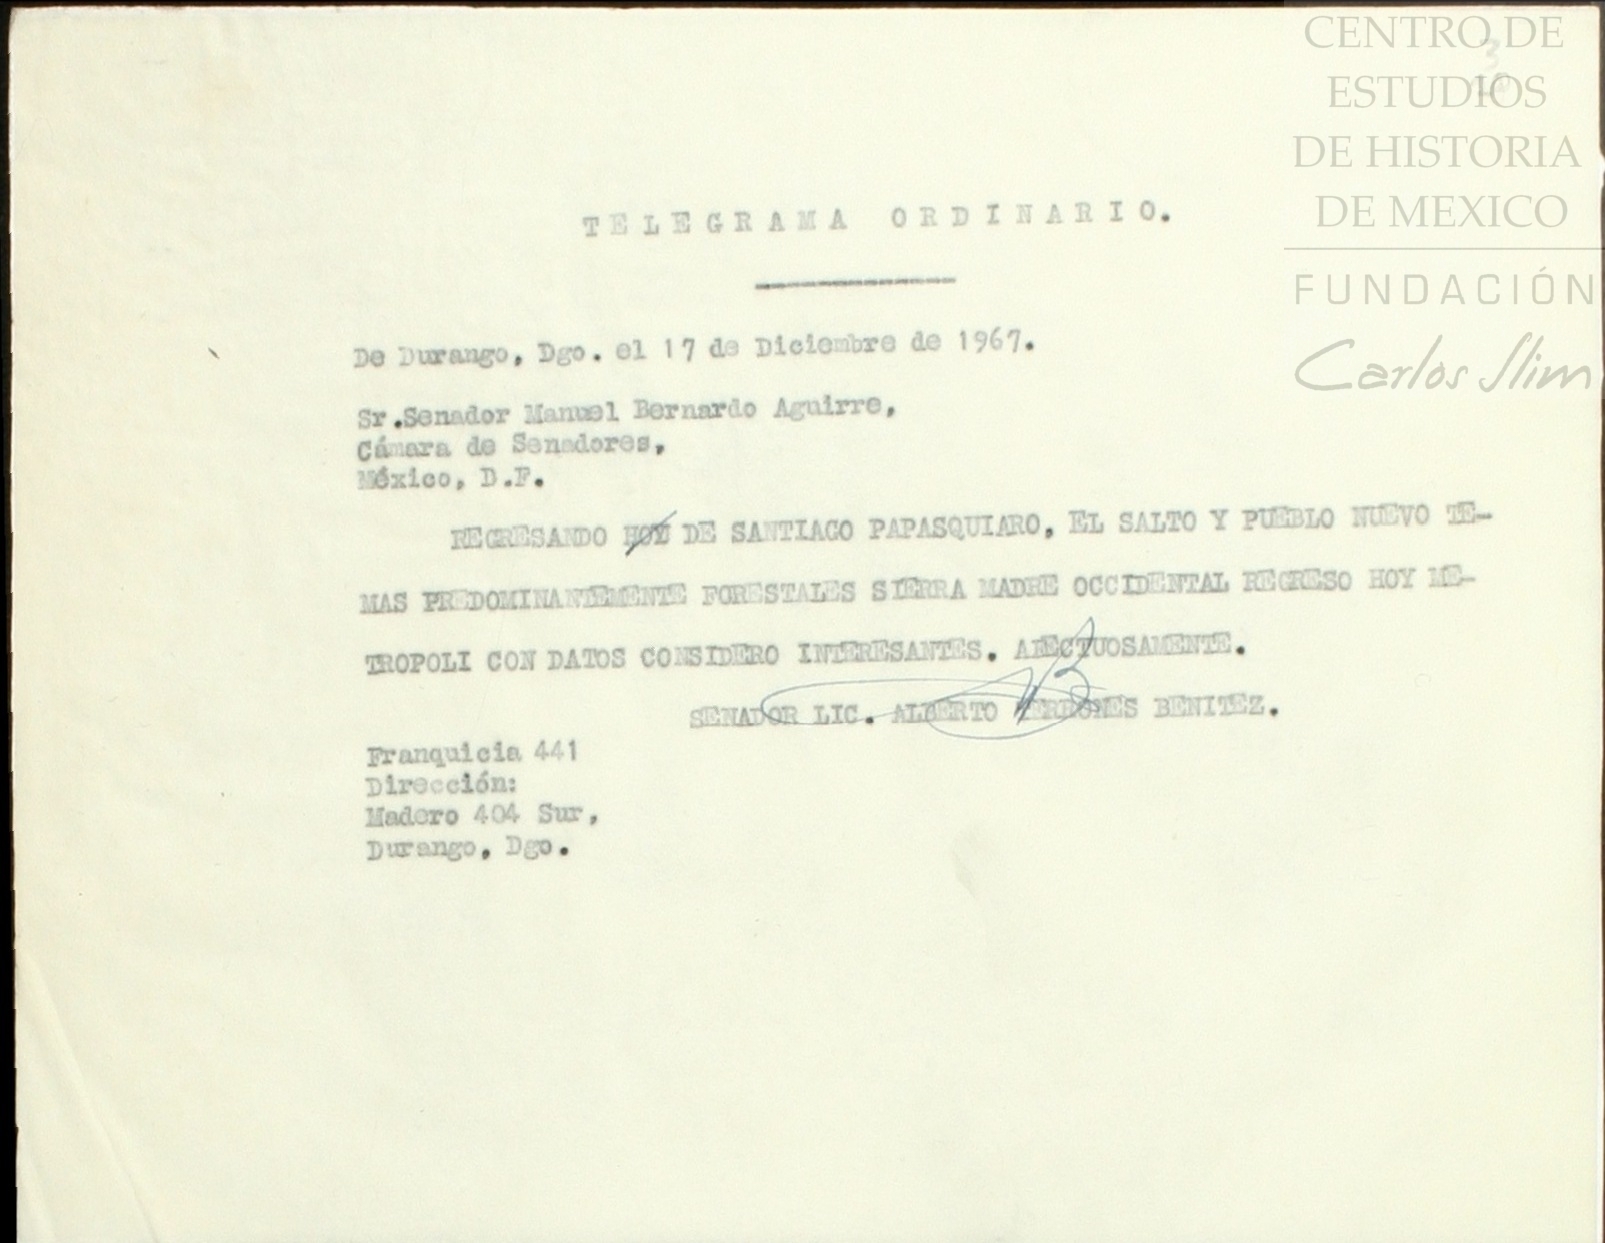 CENTRO DE
ESTUDIOS
DE HISTORIA
DE MEXICO
FUNDACIÓN
Carlos Slim
TELEGRAMA ORDINARIO.
De Durango, Dgo. el 17 de Diciembre de 1967.
Sr.Senador Manuel Bernardo Aguirre,
Cámara de Senadores,
México, D.F.
REGRESANDO HOY DE SANTIAGO PAPASQUIARO, EL SALTO Y PUEBLO NUEVO TE-
MAS PREDOMINANTEMENTE FORESTALES SIERRA MADRE OCCIDENTAL REGRESO HOY ME-
TROPOLI CON DATOS CONSIDERO INTERESANTES. AFECTUOSAMENTE.
SENADOR LIC. ALBERTO TERRONES BENITEZ.
Franquicia 441
Dirección:
Madero 404 Sur,
Durango, Dgo.